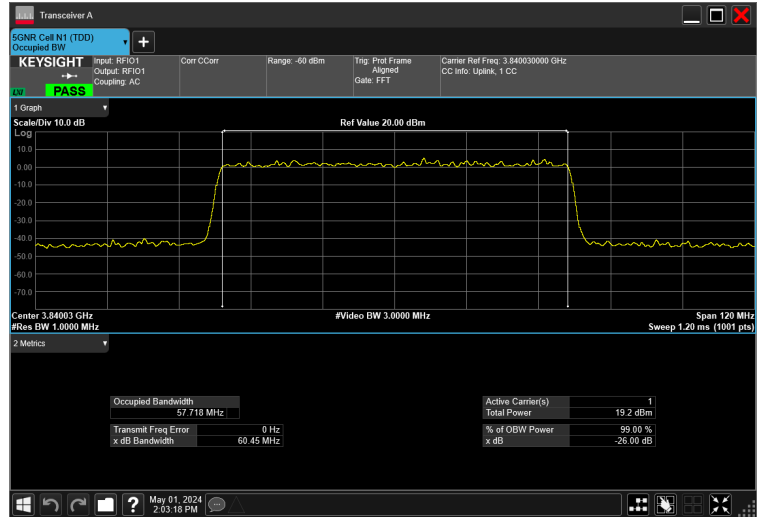 Transceiver A
5GNR Cell N1 (TDD)
Occupied BW
KEYSIGHT
Input: RFIO1
Output: RFIO1
Coupling: AC
Corr CCorr
Range: -60 dBm
Trig: Prot Frame
Aligned
Gate: FFT
Carrier Ref Freq: 3.840030000 GHz
CC Info: Uplink, 1 CC
LXI
PASS
1 Graph
Scale/Div 10.0 dB
Ref Value 20.00 dBm
Log
10.0
0.00
-10.0
-20.0
-30.0
-40.0
-50.0
-60.0
-70.0
Center 3.84003 GHz
#Video BW 3.0000 MHz
Span 120 MHz
#Res BW 1.0000 MHz
Sweep 1.20 ms (1001 pts)
2 Metrics
Occupied Bandwidth
57.718 MHz
Transmit Freq Error 0 Hz
x dB Bandwidth 60.45 MHz
Active Carrier(s) 1
Total Power 19.2 dBm
% of OBW Power 99.00 %
x dB -26.00 dB
?
May 01, 2024
2:03:18 PM